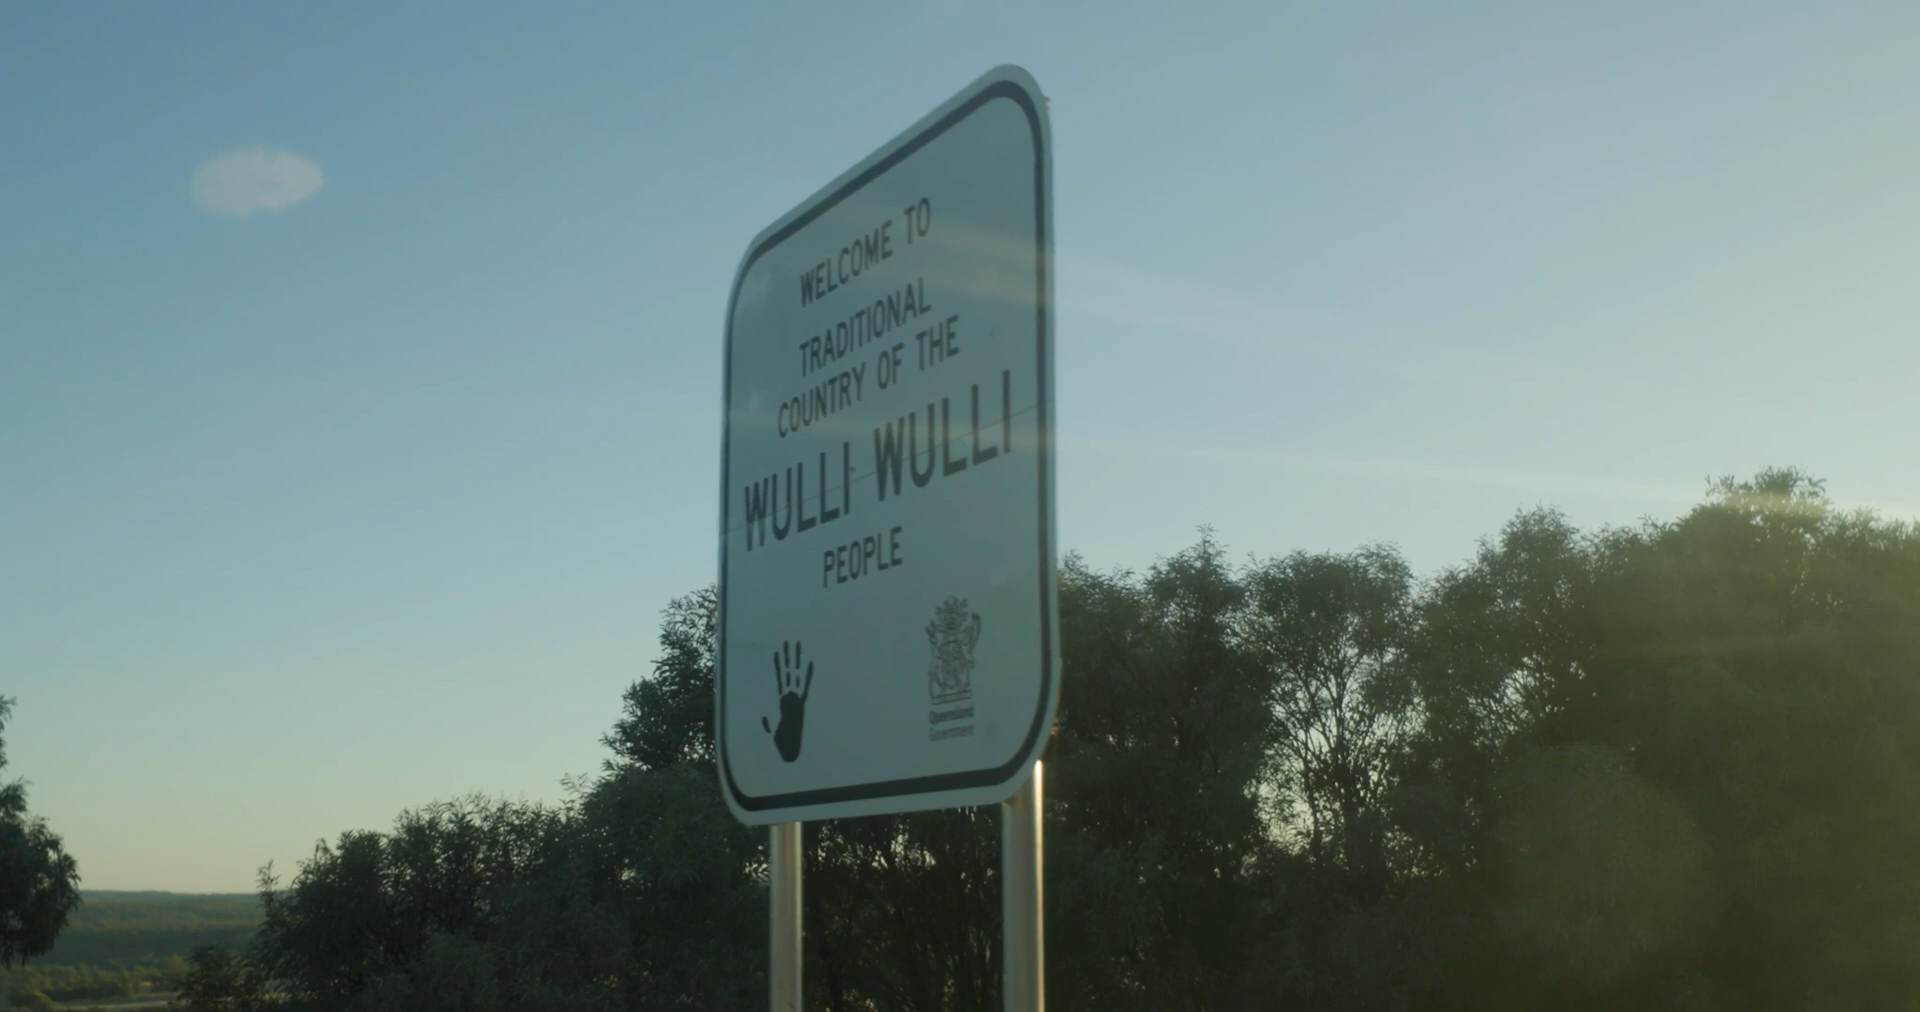 WELCOME TO
TRADITIONAL
COUNTRY OF THE
WULLI WULLI
PEOPLE
Queensland
Government